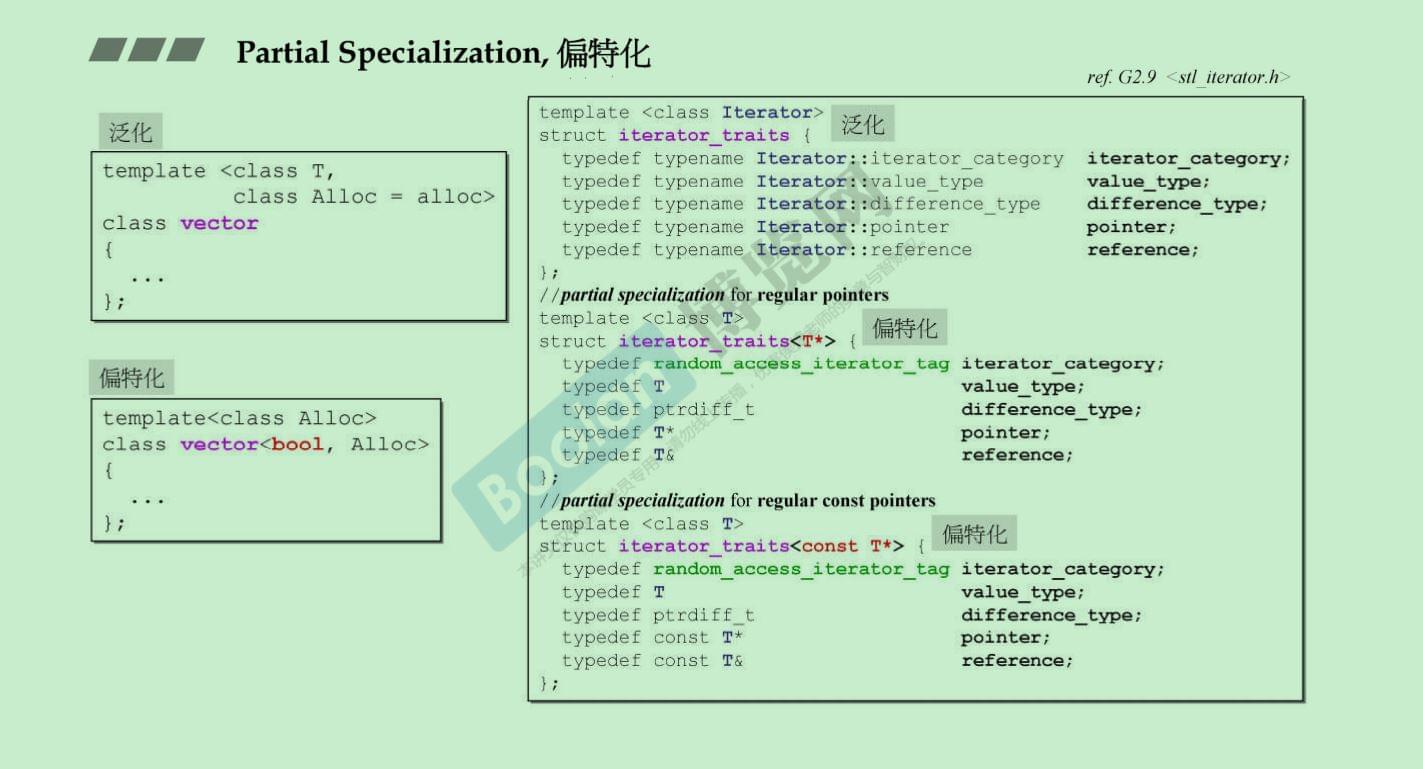 Partial Specialization, 偏特化
ref. G2.9 <stl_iterator.h>
泛化
template <class T,
class Alloc = alloc>
class vector
{
...
};
偏特化
template<class Alloc>
class vector<bool, Alloc>
{
...
};
template <class Iterator>
泛化
struct iterator_traits {
typedef typename Iterator::iterator_category iterator_category;
typedef typename Iterator::value_type value_type;
typedef typename Iterator::difference_type difference_type;
typedef typename Iterator::pointer pointer;
typedef typename Iterator::reference reference;
};
//partial specialization for regular pointers
template <class T>
偏特化
struct iterator_traits<T*> {
typedef random_access_iterator_tag iterator_category;
typedef T value_type;
typedef ptrdiff_t difference_type;
typedef T* pointer;
typedef T& reference;
};
//partial specialization for regular const pointers
template <class T>
偏特化
struct iterator_traits<const T*> {
typedef random_access_iterator_tag iterator_category;
typedef T value_type;
typedef ptrdiff_t difference_type;
typedef const T* pointer;
typedef const T& reference;
};
Boolan
博览网